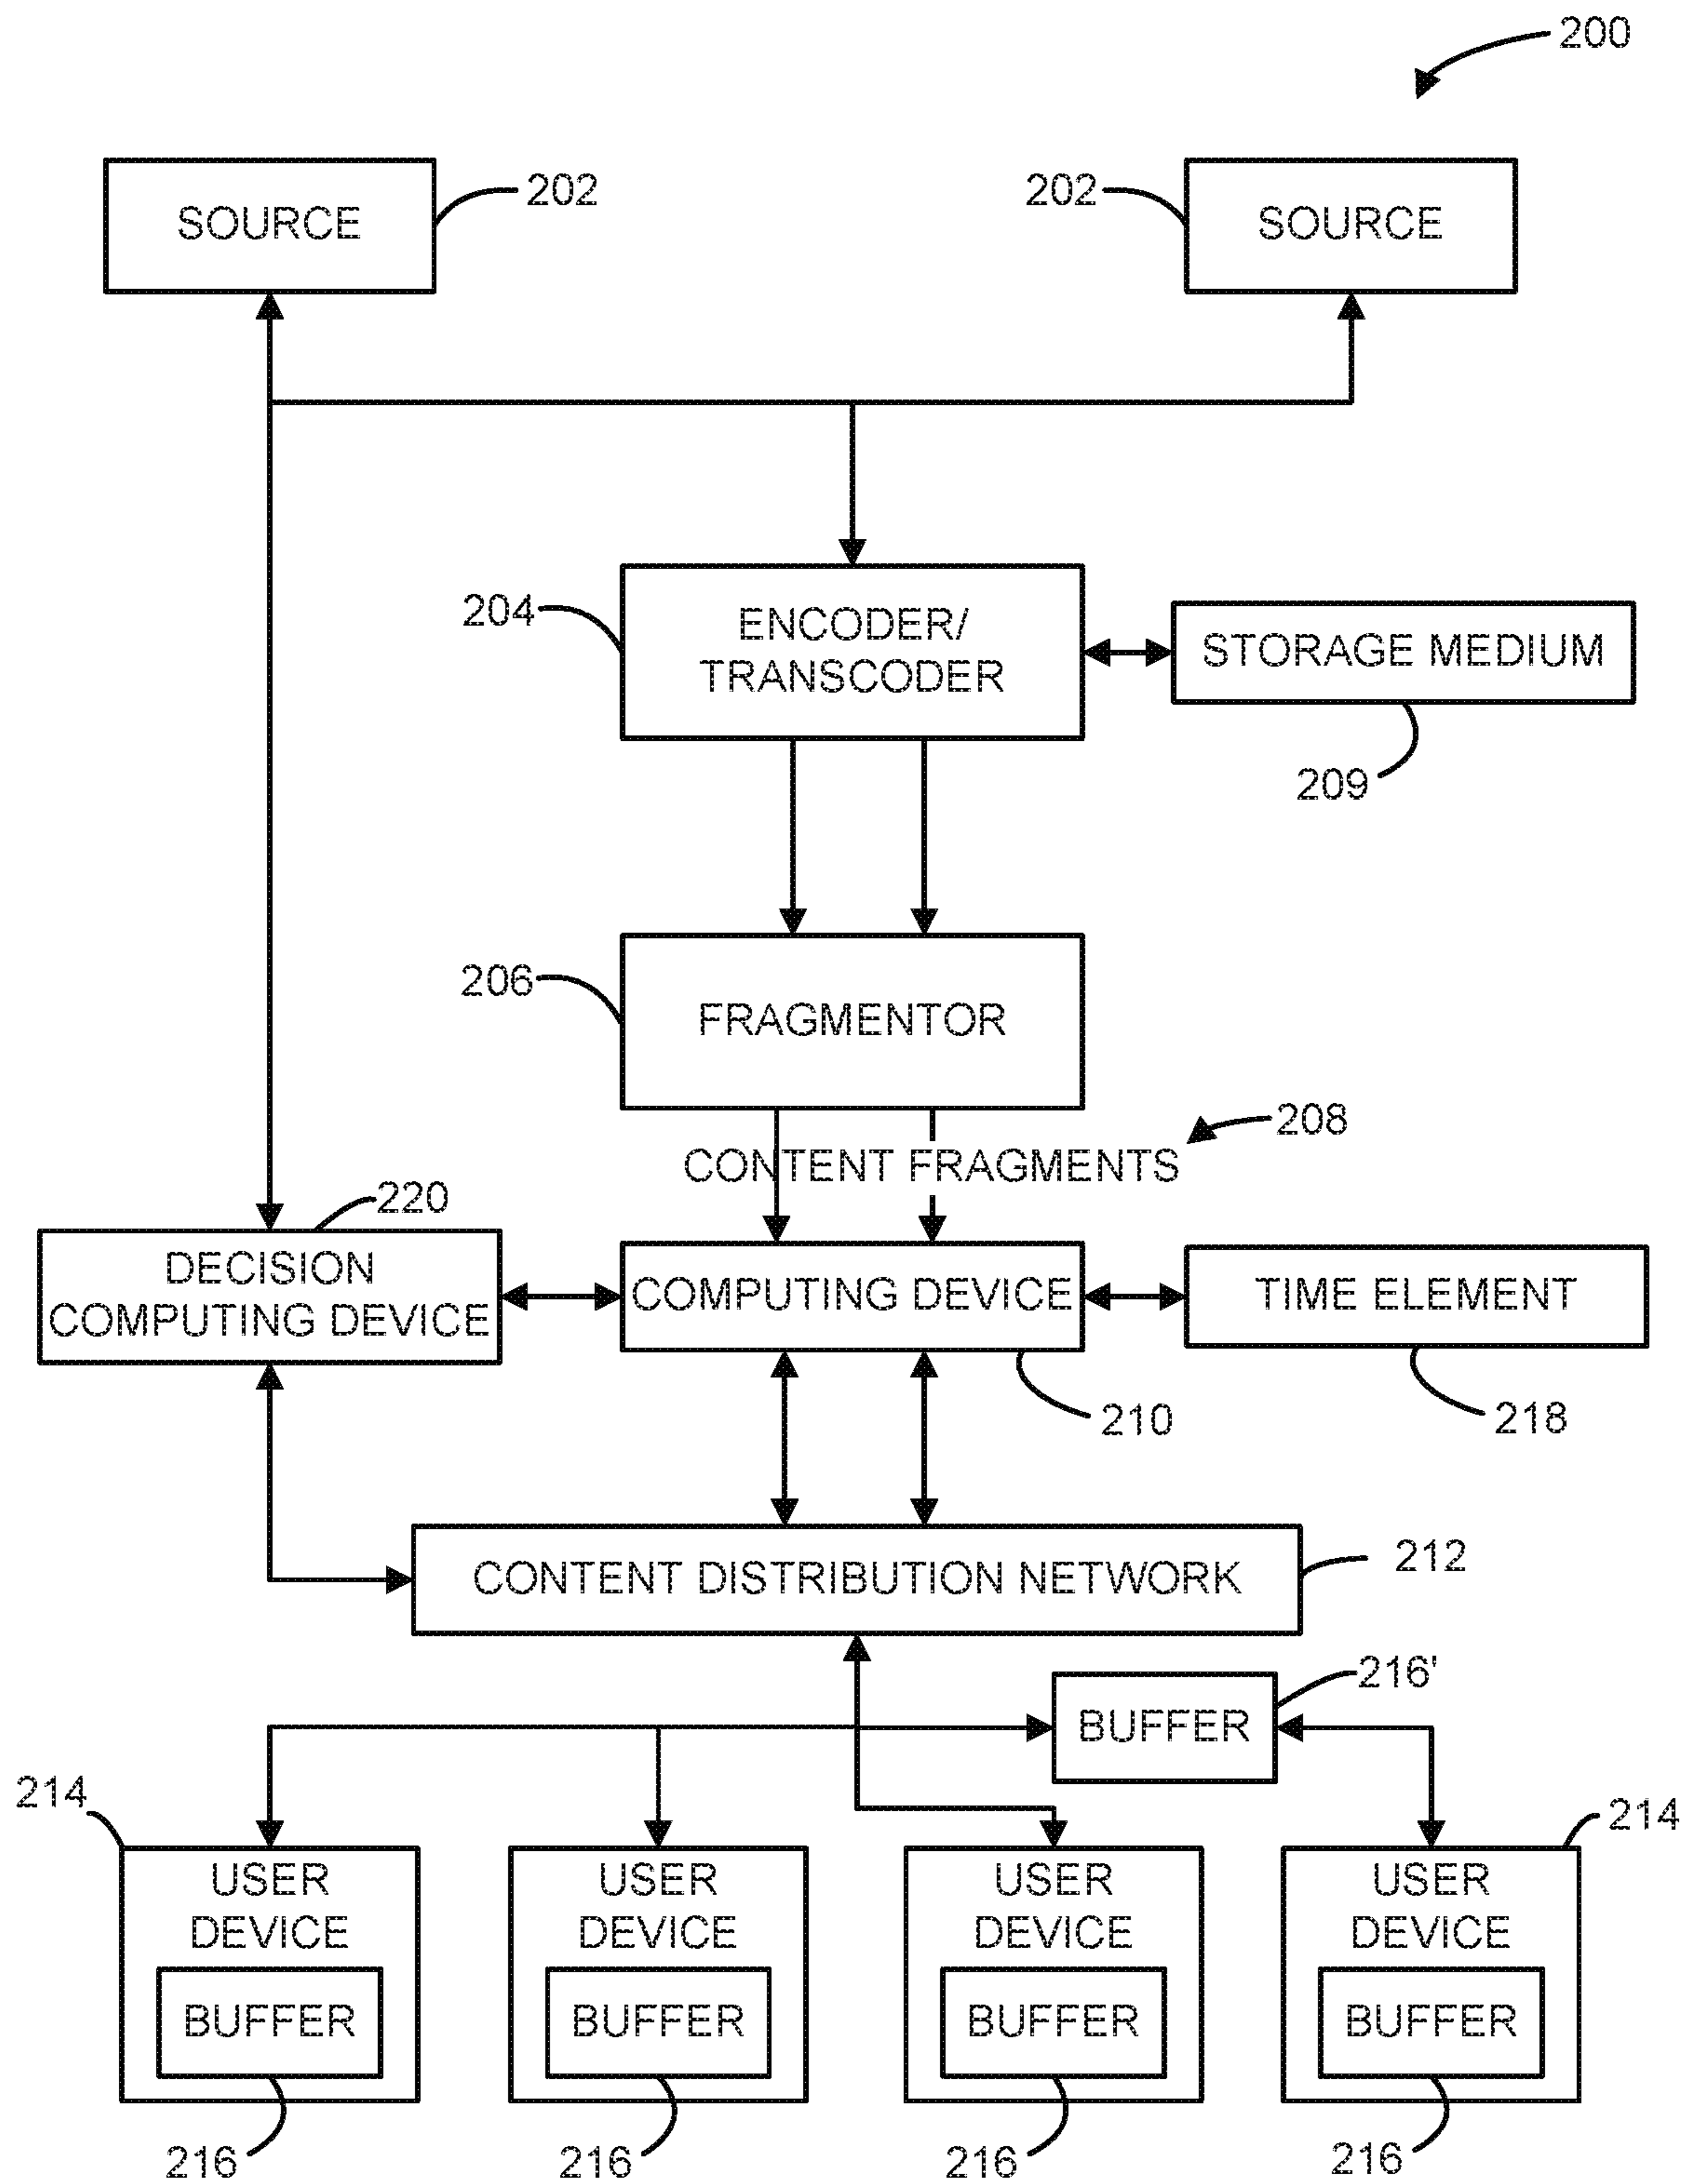 200
SOURCE
202
202
SOURCE
204
ENCODER/
TRANSCODER
STORAGE MEDIUM
209
206
FRAGMENTOR
208
CONTENT FRAGMENTS
220
DECISION
COMPUTING DEVICE
COMPUTING DEVICE
TIME ELEMENT
210
218
CONTENT DISTRIBUTION NETWORK
212
216'
BUFFER
214
214
USER
DEVICE
BUFFER
216
USER
DEVICE
BUFFER
216
USER
DEVICE
BUFFER
216
USER
DEVICE
BUFFER
216